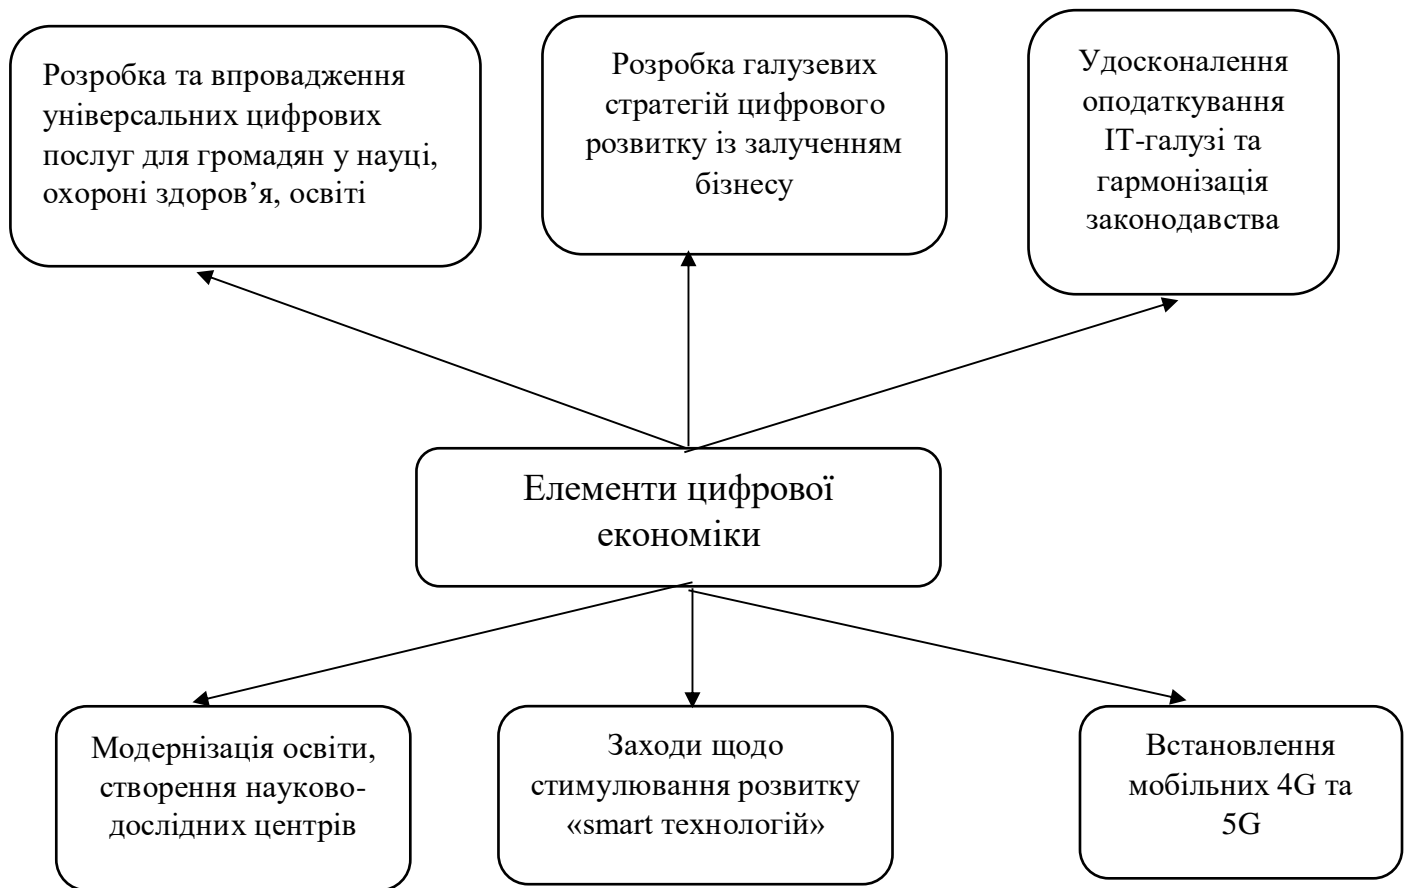 Розробка та впровадження
універсальних цифрових
послуг для громадян у науці,
охороні здоров’я, освіті
Розробка галузевих
стратегій цифрового
розвитку із залученням
бізнесу
Удосконалення
оподаткування
ІТ-галузі та
гармонізація
законодавства
Елементи цифрової
економіки
Модернізація освіти,
створення науково-
дослідних центрів
Заходи щодо
стимулювання розвитку
«smart технологій»
Встановлення
мобільних 4G та
5G